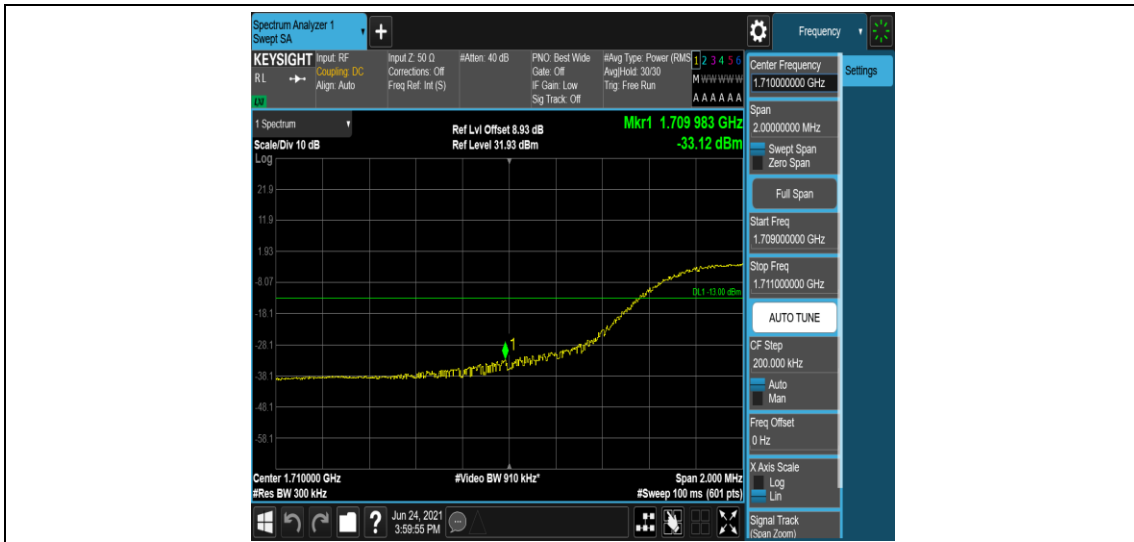 Spectrum Analyzer 1
Swept SA
+
Frequency
KEYSIGHT
RL
LXI
Input: RF
Coupling: DC
Align: Auto
Input Z: 50 Ω
Corrections: Off
Freq Ref: Int (S)
#Atten: 40 dB
PNO: Best Wide
Gate: Off
IF Gain: Low
Sig Track: Off
#Avg Type: Power (RMS
Avg|Hold: 30/30
Trig: Free Run
1 2 3 4 5 6
M W W W W W
A A A A A A
Center Frequency
1.710000000 GHz
Settings
Span
2.00000000 MHz
Swept Span
Zero Span
Full Span
Start Freq
1.709000000 GHz
Stop Freq
1.711000000 GHz
AUTO TUNE
CF Step
200.000 kHz
Auto
Man
Freq Offset
0 Hz
X Axis Scale
Log
Lin
Signal Track
(Span Zoom)
1 Spectrum
Scale/Div 10 dB
Log
Ref Lvl Offset 8.93 dB
Ref Level 31.93 dBm
Mkr1 1.709 983 GHz
-33.12 dBm
21.9
11.9
1.93
-8.07
DL1 -13.00 dBm
-18.1
-28.1
1
-38.1
-48.1
-58.1
Center 1.710000 GHz
#Res BW 300 kHz
#Video BW 910 kHz*
Span 2.000 MHz
#Sweep 100 ms (601 pts)
?
Jun 24, 2021
3:59:55 PM